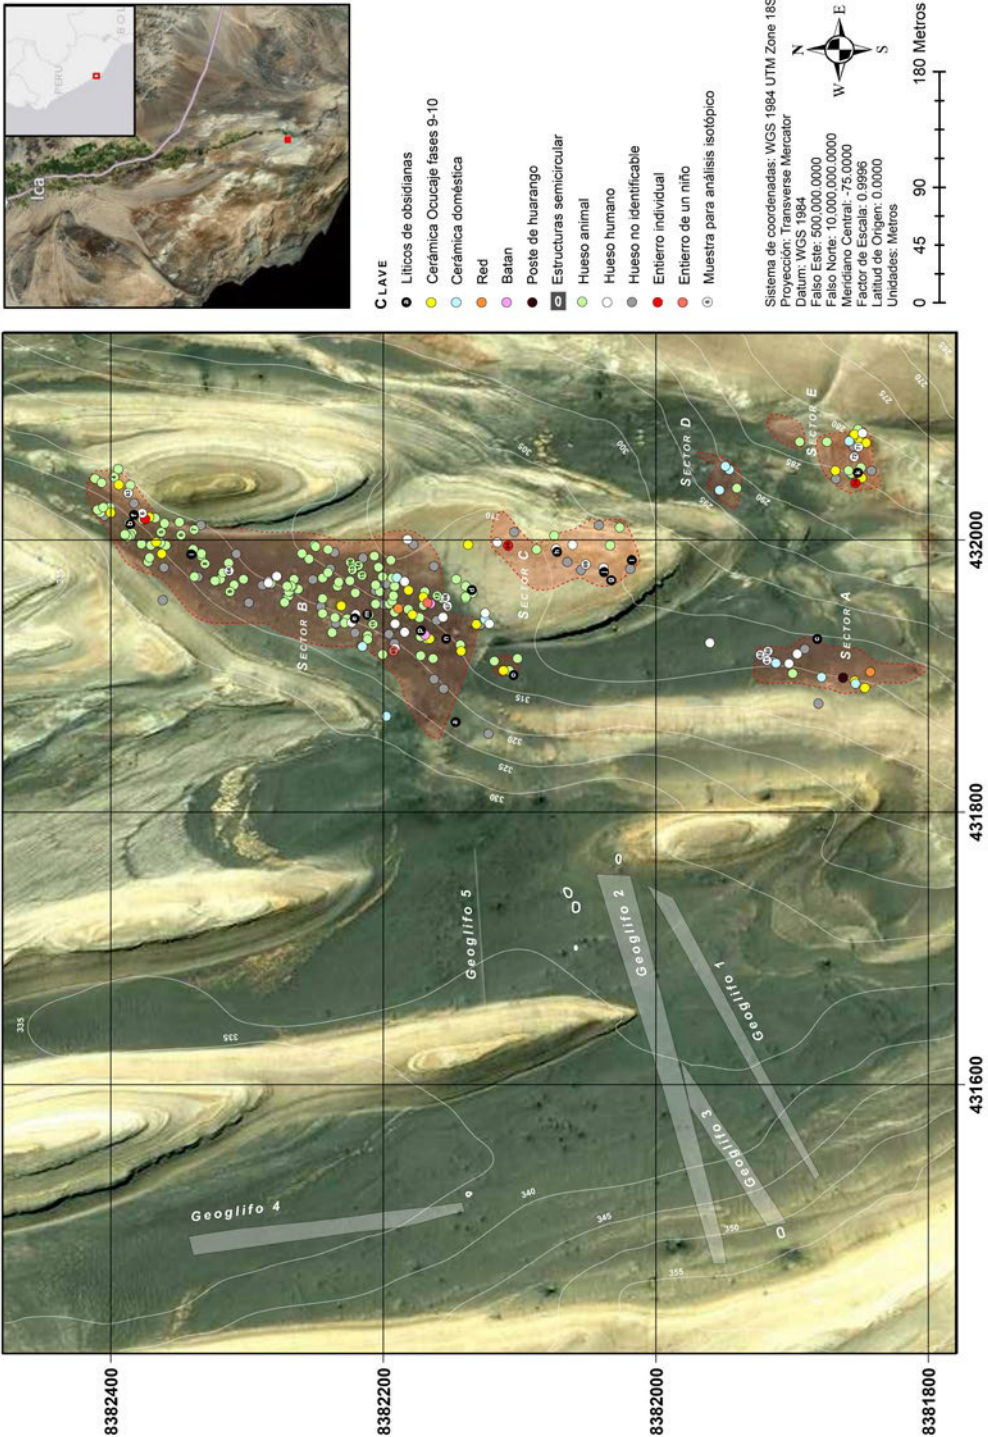 Ica
PERU
BOL
CLAVE
Líticos de obsidianas
Cerámica Ocucaje fases 9-10
Cerámica doméstica
Red
Batan
Poste de huarango
Estructuras semicircular
Hueso animal
Hueso humano
Hueso no identificable
Entierro individual
Entierro de un niño
Muestra para análisis isotópico
Sistema de coordenadas: WGS 1984 UTM Zone 18S
Proyección: Transverse Mercator
Datum: WGS 1984
Falso Este: 500,000.0000
Falso Norte: 10,000,000.0000
Meridiano Central: -75.0000
Factor de Escala: 0.9996
Latitud de Origen: 0.0000
Unidades: Metros
N
W
E
S
0 45 90 180 Metros
SECTOR A
SECTOR B
SECTOR C
SECTOR D
SECTOR E
Geoglifo 1
Geoglifo 2
Geoglifo 3
Geoglifo 4
Geoglifo 5
335
335
340
345
350
355
330
325
320
315
305
300
295
290
285
280
275
270
265
8382400
8382200
8382000
8381800
431600
431800
432000